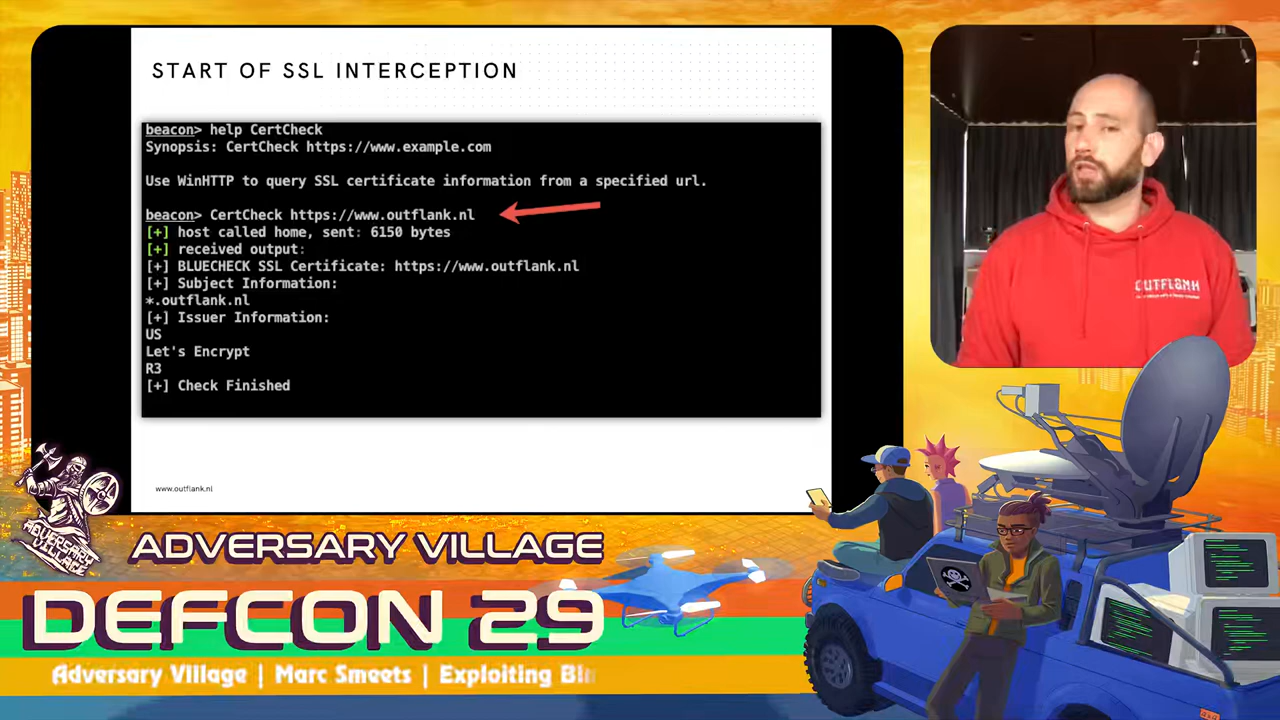 START OF SSL INTERCEPTION
beacon> help CertCheck
Synopsis: CertCheck https://www.example.com
Use WinHTTP to query SSL certificate information from a specified url.
beacon> CertCheck https://www.outflank.nl
[+] host called home, sent: 6150 bytes
[+] received output:
[+] BLUECHECK SSL Certificate: https://www.outflank.nl
[+] Subject Information:
*.outflank.nl
[+] Issuer Information:
US
Let's Encrypt
R3
[+] Check Finished
www.outflank.nl
OUTFLANK
ADVERSARY
VILLAGE
ADVERSARY VILLAGE
DEFCON 29
Adversary Village | Marc Smeets | Exploiting